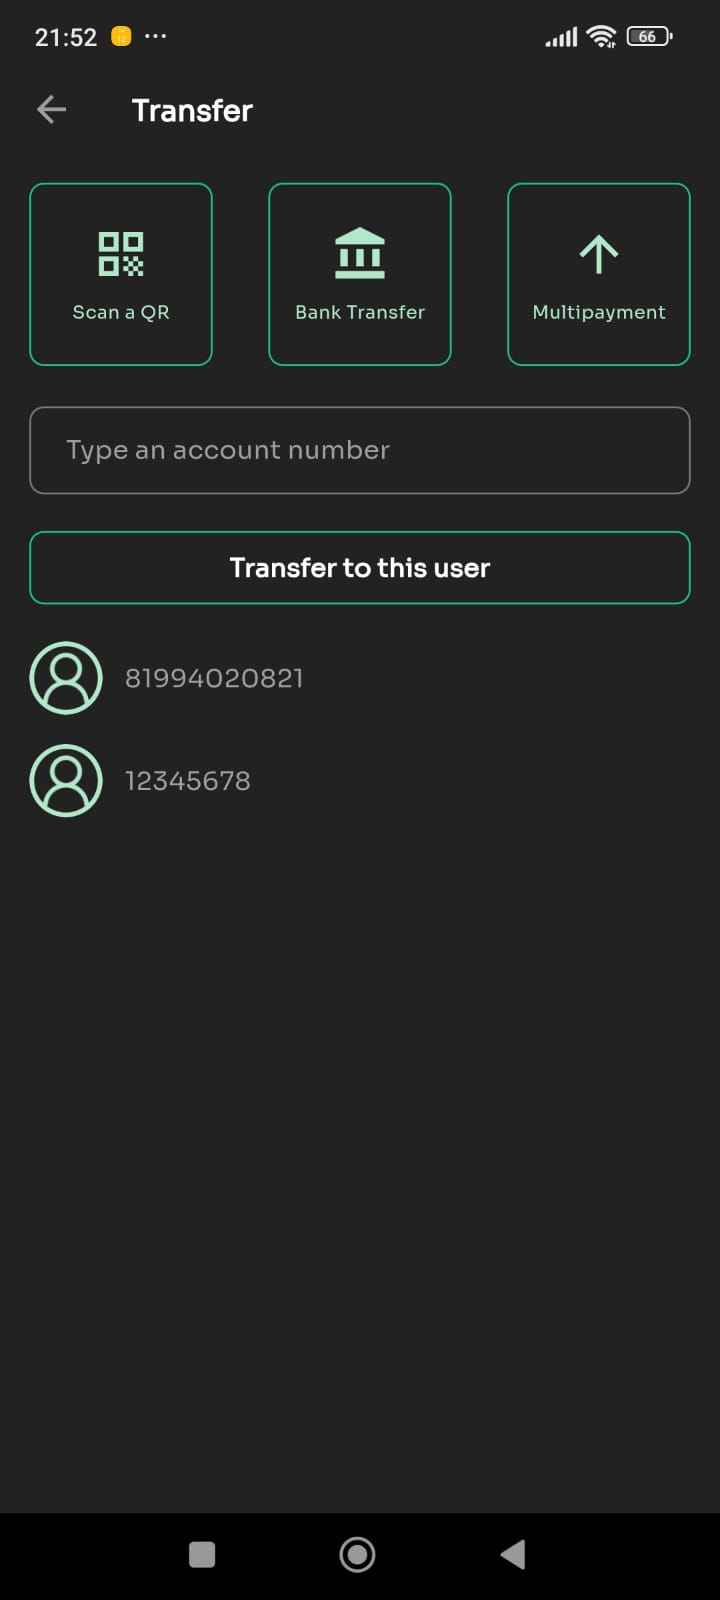 21:52
66
Transfer
Scan a QR
Bank Transfer
Multipayment
Type an account number
Transfer to this user
81994020821
12345678